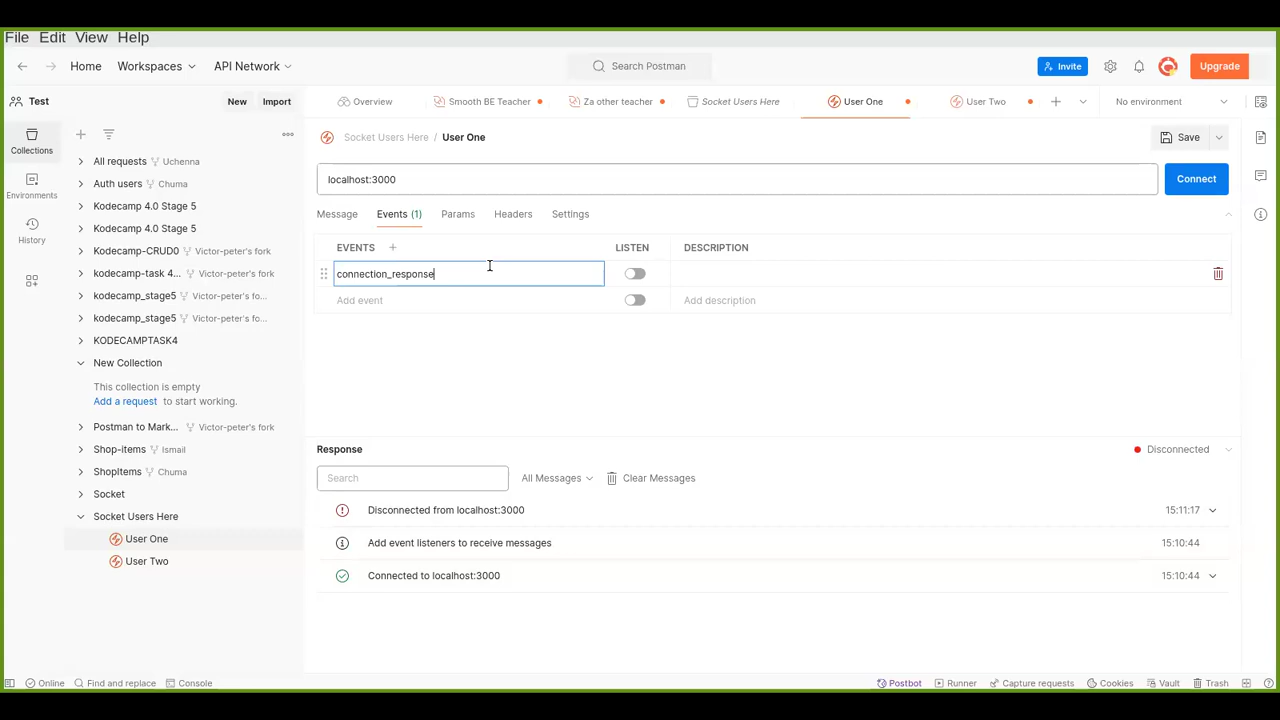 File Edit View Help
Home Workspaces API Network Search Postman Invite Upgrade
Test New Import Overview Smooth BE Teacher Za other teacher Socket Users Here User One User Two No environment
Collections
Environments
History
All requests Uchenna
Auth users Chuma
Kodecamp 4.0 Stage 5
Kodecamp 4.0 Stage 5
Kodecamp-CRUD0 Victor-peter's fork
kodecamp-task 4... Victor-peter's fork
kodecamp_stage5 Victor-peter's fo...
kodecamp_stage5 Victor-peter's fo...
KODECAMPTASK4
New Collection
This collection is empty
Add a request to start working.
Postman to Mark... Victor-peter's fork
Shop-items Ismail
ShopItems Chuma
Socket
Socket Users Here
User One
User Two
Socket Users Here / User One Save
localhost:3000 Connect
Message Events (1) Params Headers Settings
EVENTS LISTEN DESCRIPTION
connection_response
Add event Add description
Response Disconnected
Search All Messages Clear Messages
Disconnected from localhost:3000 15:11:17
Add event listeners to receive messages 15:10:44
Connected to localhost:3000 15:10:44
Online Find and replace Console Postbot Runner Capture requests Cookies Vault Trash